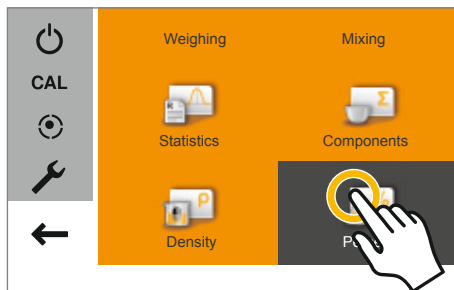 Weighing Mixing
CAL
Σ
Statistics Components
ρ
Density